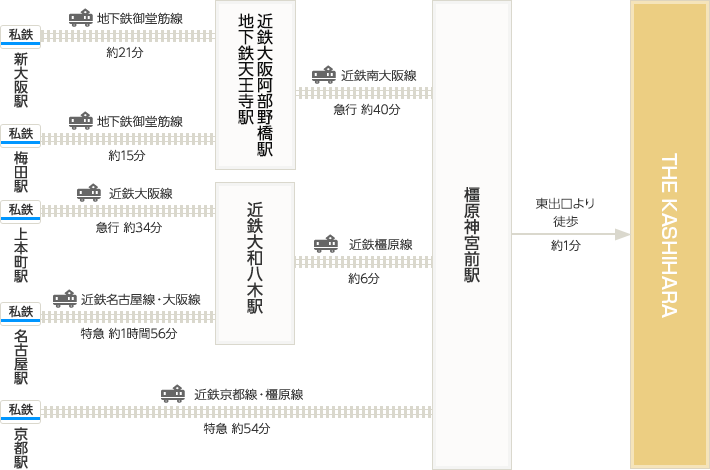 私鉄
新大阪駅
地下鉄御堂筋線
約21分
私鉄
梅田駅
地下鉄御堂筋線
約15分
近鉄大阪阿部野橋駅
地下鉄天王寺駅
近鉄南大阪線
急行 約40分
私鉄
上本町駅
近鉄大阪線
急行 約34分
私鉄
名古屋駅
近鉄名古屋線・大阪線
特急 約1時間56分
近鉄大和八木駅
近鉄橿原線
約6分
私鉄
京都駅
近鉄京都線・橿原線
特急 約54分
橿原神宮前駅
東出口より
徒歩
約1分
THE KASHIHARA